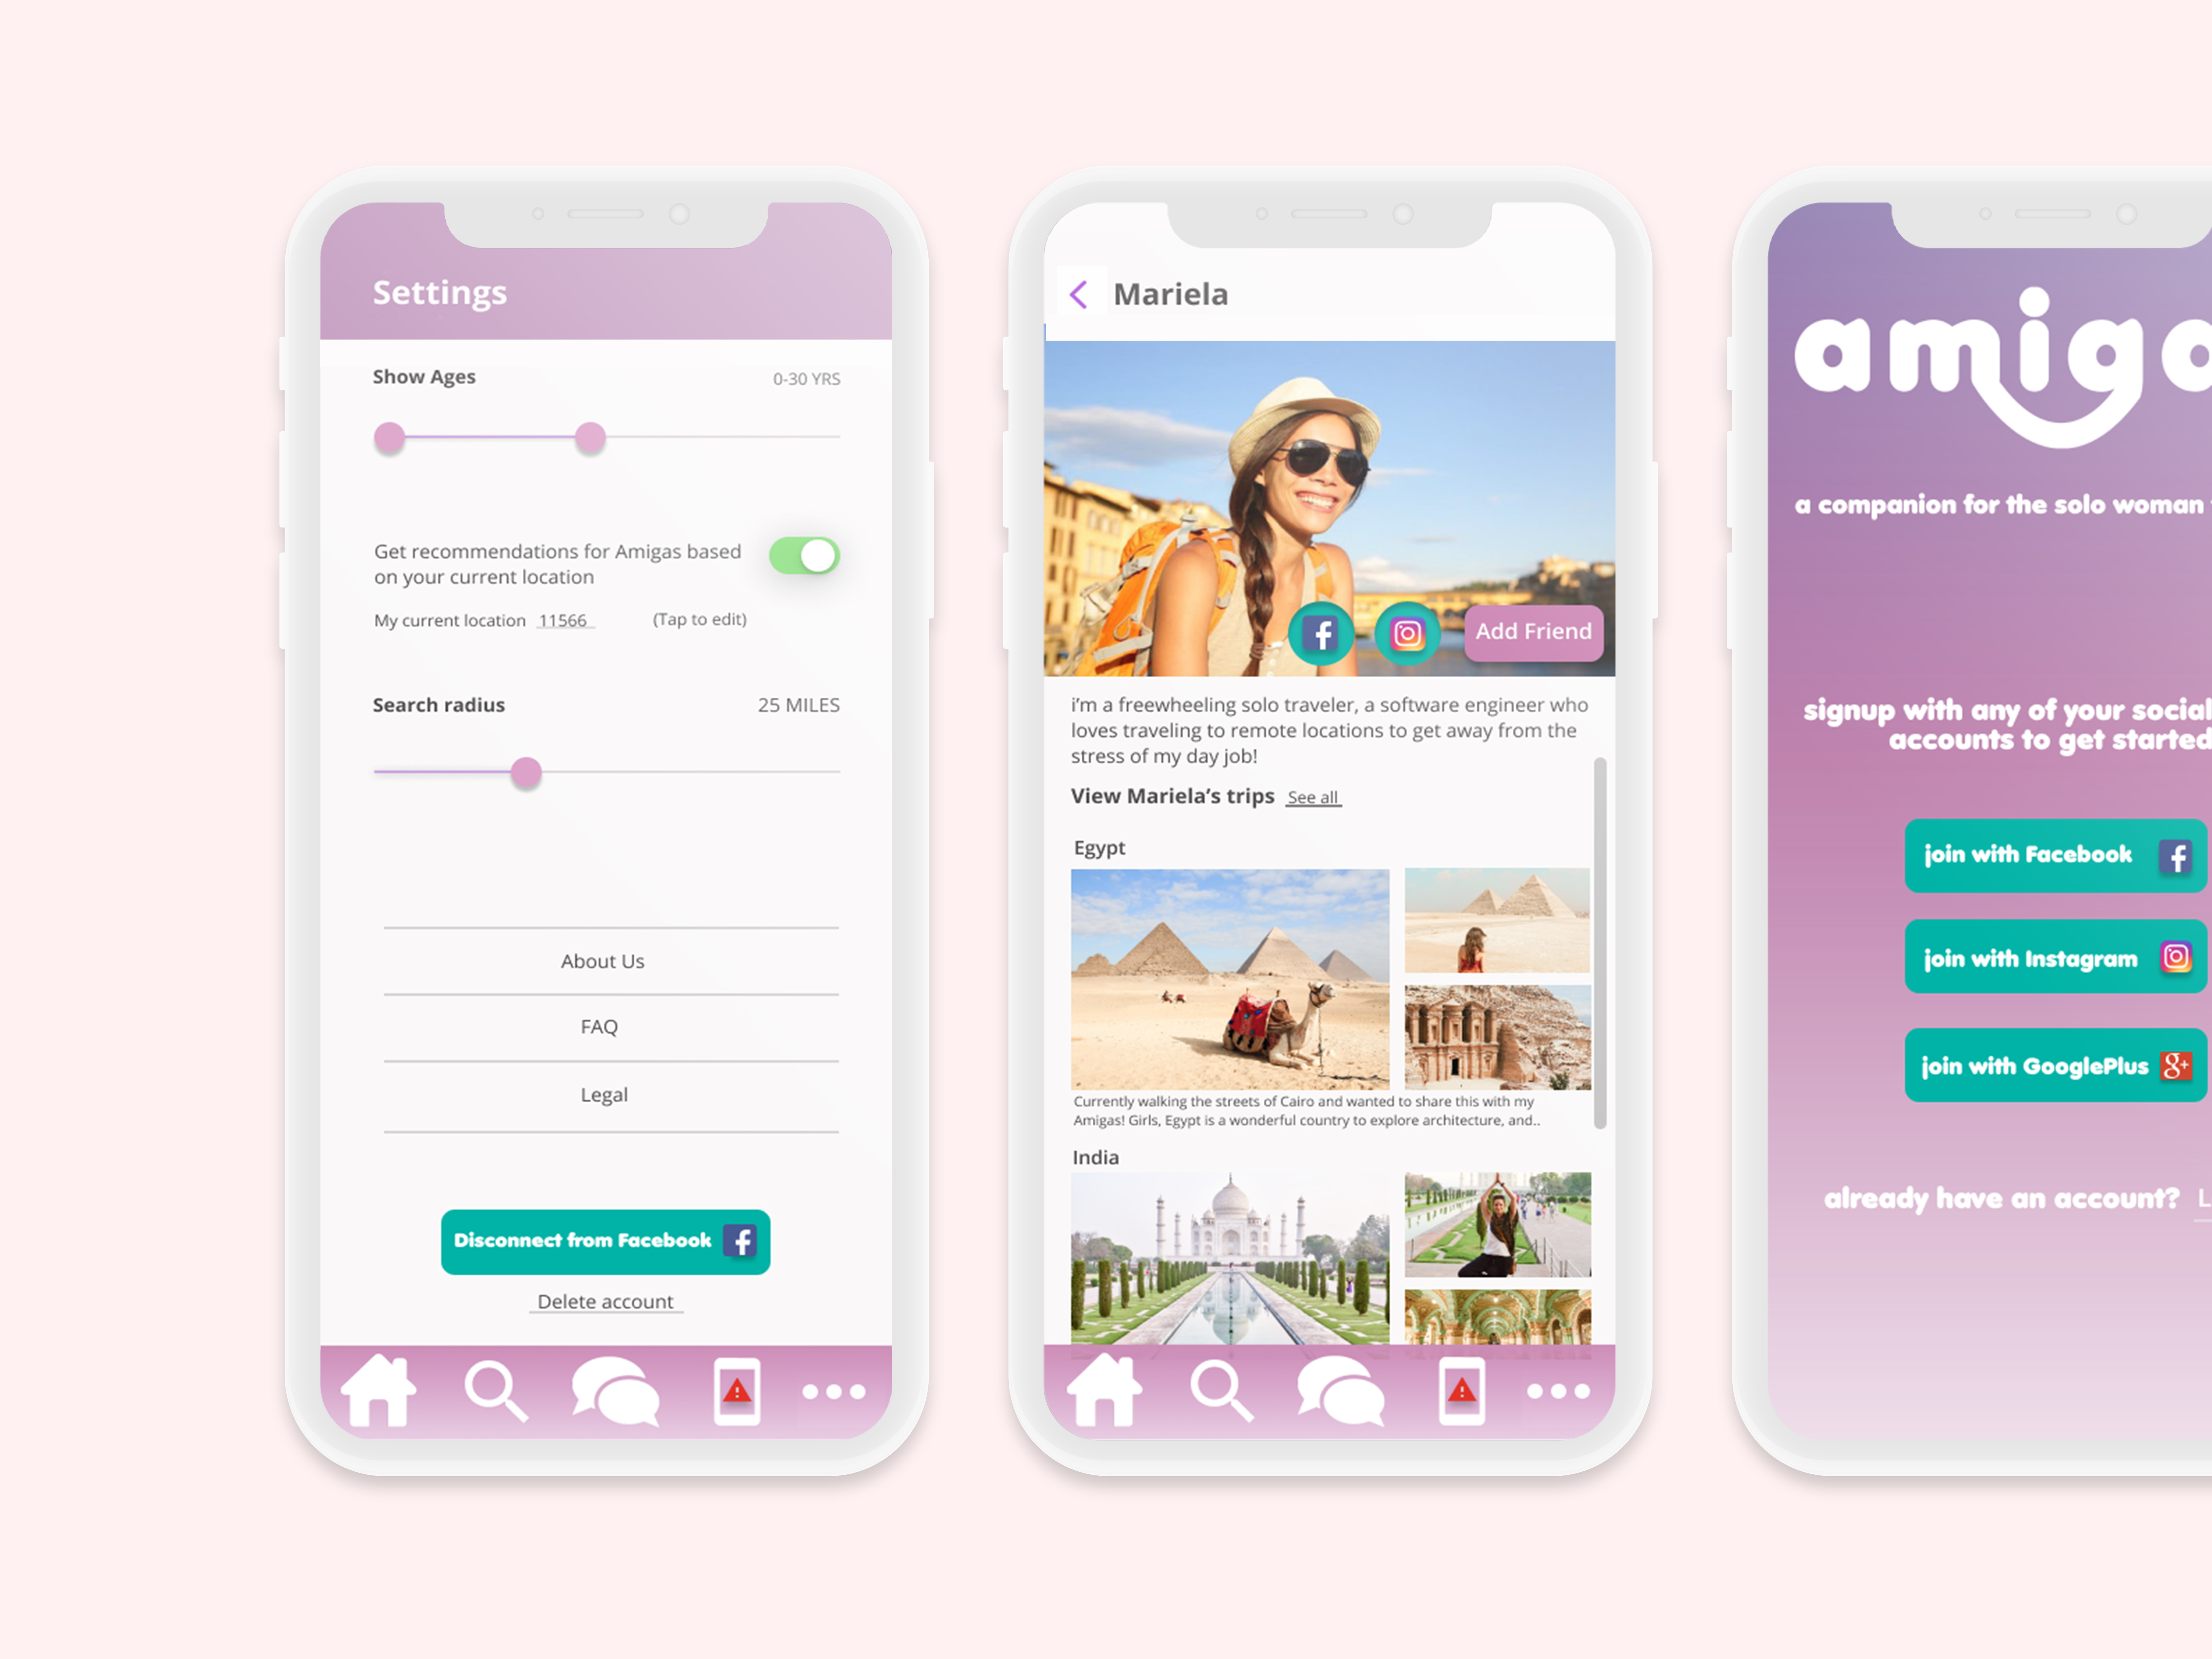 Settings
Show Ages
0-30 YRS
Get recommendations for Amigas based
on your current location
My current location 11566 (Tap to edit)
Search radius
25 MILES
About Us
FAQ
Legal
Disconnect from Facebook
Delete account
Mariela
Add Friend
i'm a freewheeling solo traveler, a software engineer who
loves traveling to remote locations to get away from the
stress of my day job!
View Mariela's trips See all
Egypt
Currently walking the streets of Cairo and wanted to share this with my
Amigas! Girls, Egypt is a wonderful country to explore architecture, and..
India
amiga
a companion for the solo woman
signup with any of your social
accounts to get started
join with Facebook
join with Instagram
join with GooglePlus g+
already have an account? L